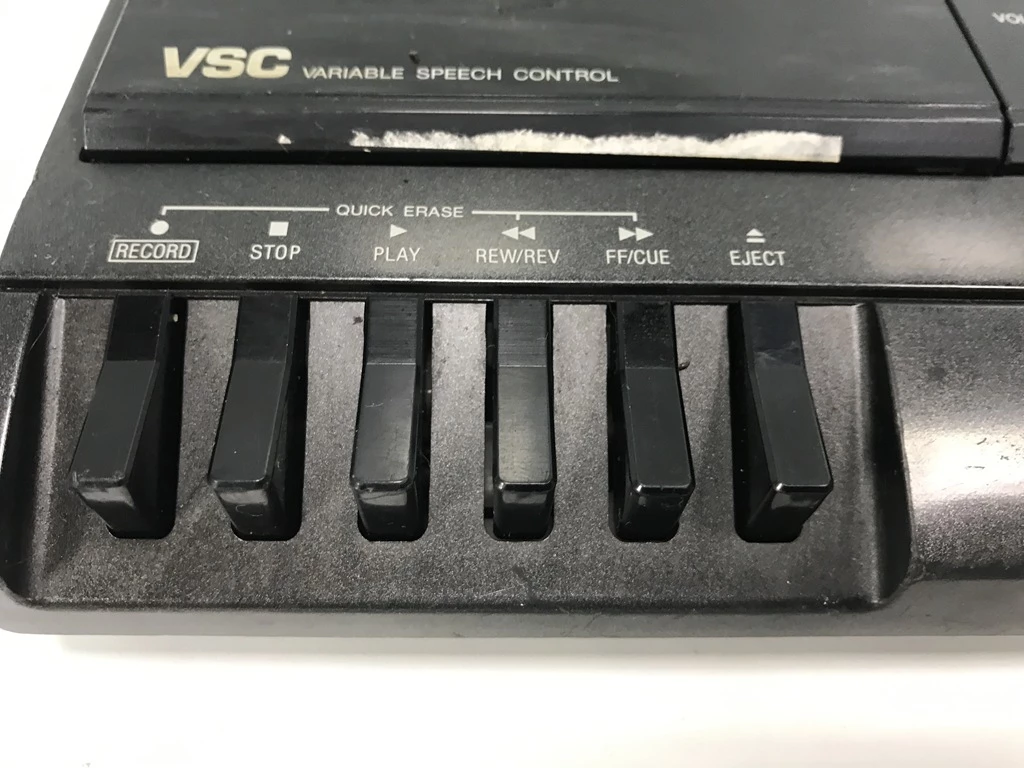 VSC VARIABLE SPEECH CONTROL
QUICK ERASE
RECORD STOP PLAY REW/REV FF/CUE EJECT